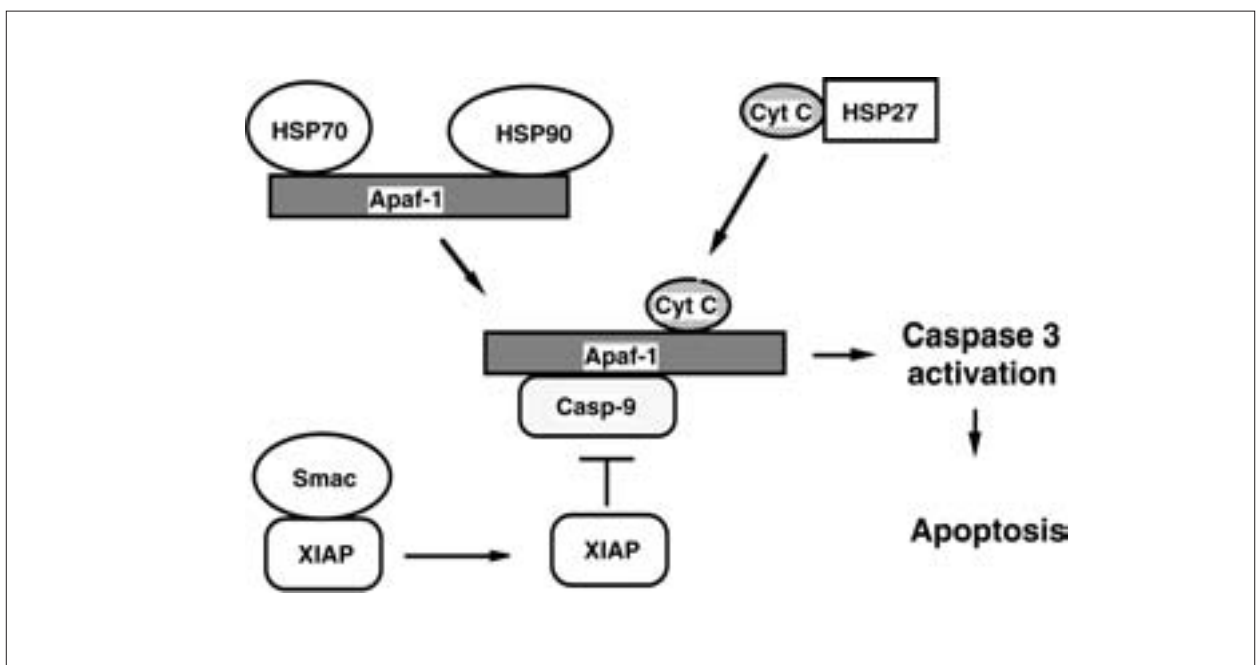 HSP70
HSP90
Cyt C
HSP27
Apaf-1
Cyt C
Apaf-1
Caspase 3
activation
Casp-9
Smac
XIAP
XIAP
Apoptosis